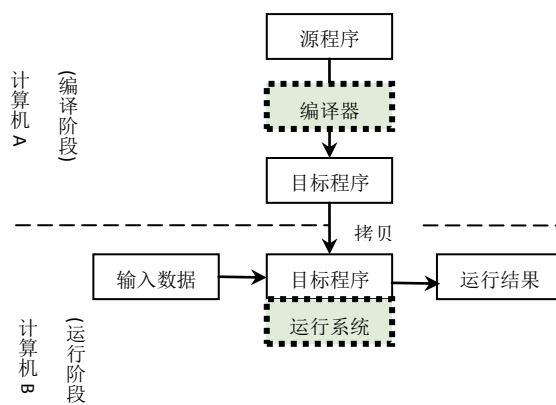 源程序
编译器
目标程序
计算机 A
(编译阶段)
拷贝
输入数据
目标程序
运行结果
运行系统
计算机 B
(运行阶段)